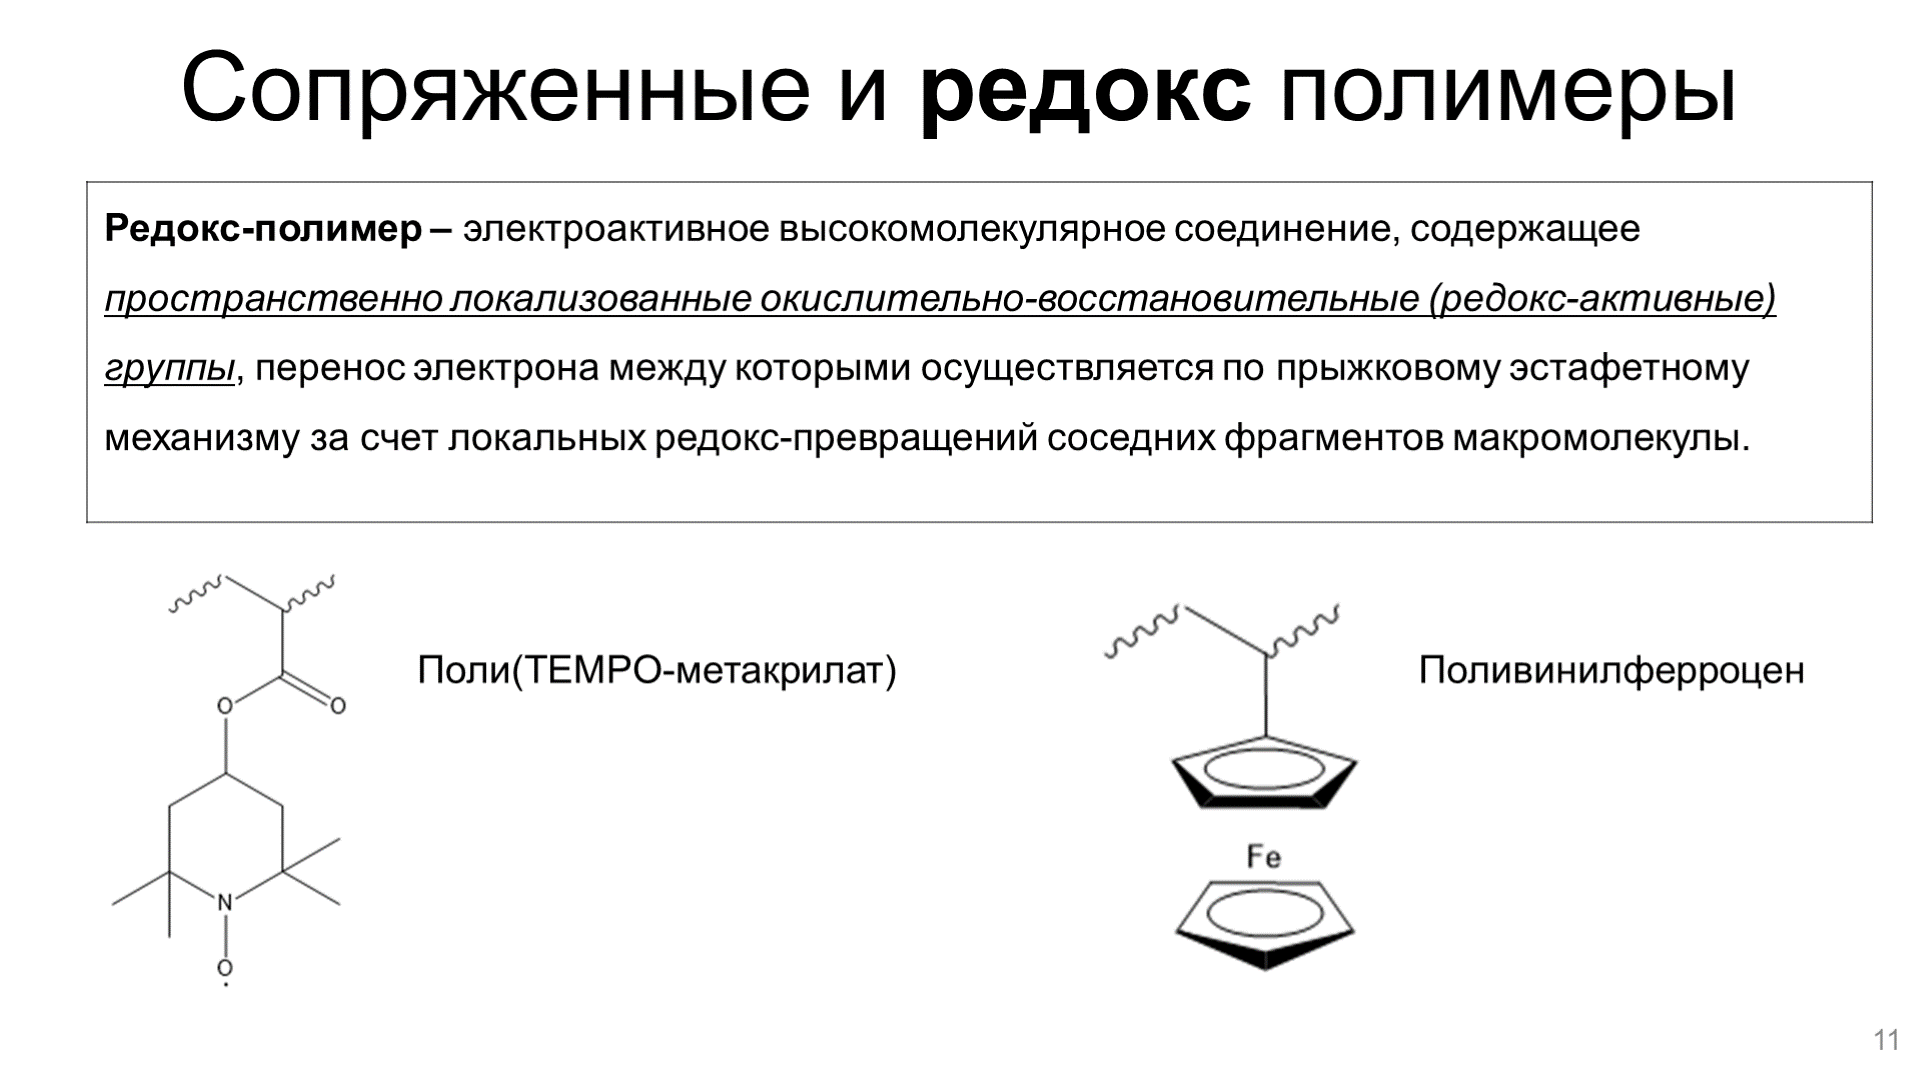 Сопряженные и редокс полимеры
Редокс-полимер – электроактивное высокомолекулярное соединение, содержащее
пространственно локализованные окислительно-восстановительные (редокс-активные)
группы, перенос электрона между которыми осуществляется по прыжковому эстафетному
механизму за счет локальных редокс-превращений соседних фрагментов макромолекулы.
Поли(TEMPO-метакрилат)
Поливинилферроцен
O
O
N
O
Fe
11